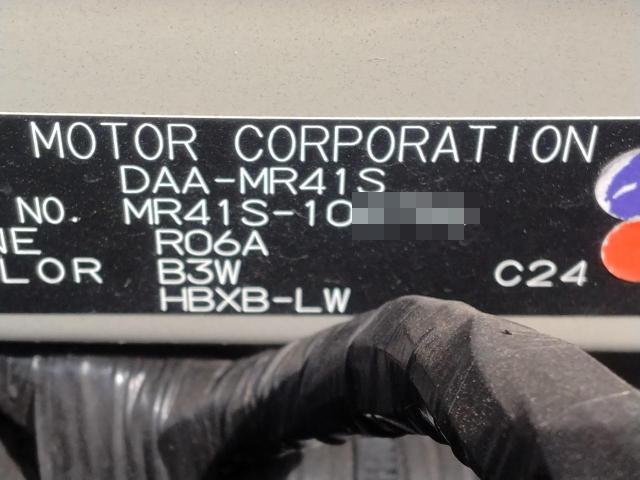 MOTOR CORPORATION
DAA-MR41S
NO. MR41S-10
NE R06A
LOR B3W C24
HBXB-LW